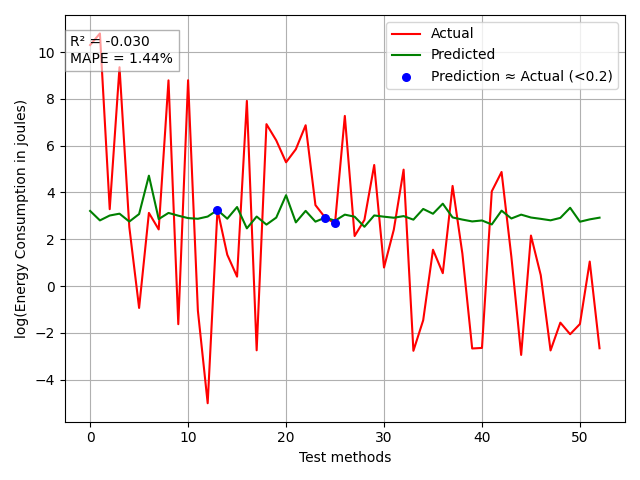 R² = -0.030
MAPE = 1.44%
Actual
Predicted
Prediction ≈ Actual (<0.2)
log(Energy Consumption in joules)
10
8
6
4
2
0
−2
−4
0 10 20 30 40 50
Test methods